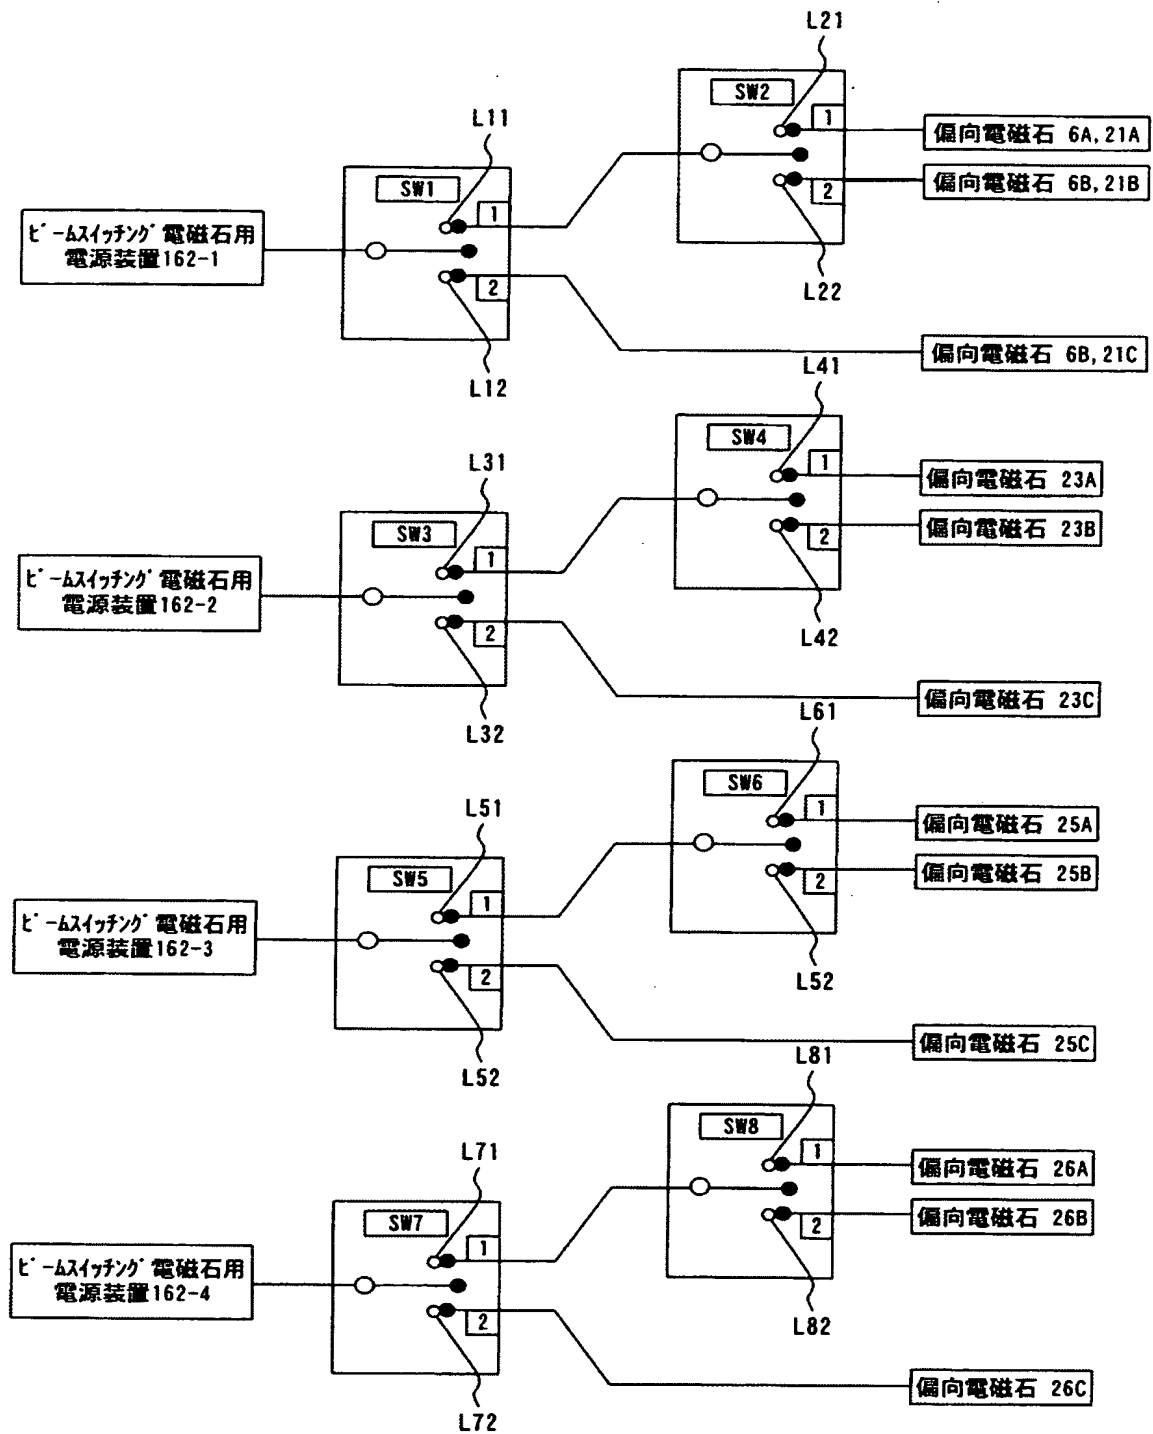 L21
SW2
1
偏向電磁石 6A,21A
L11
2
偏向電磁石 6B,21B
SW1
1
ビームスイッチング電磁石用
電源装置162-1
2
L22
偏向電磁石 6B,21C
L12
L41
SW4
1
偏向電磁石 23A
L31
2
偏向電磁石 23B
SW3
1
ビームスイッチング電磁石用
電源装置162-2
2
L42
偏向電磁石 23C
L32
L61
SW6
1
偏向電磁石 25A
L51
2
偏向電磁石 25B
SW5
1
ビームスイッチング電磁石用
電源装置162-3
2
L52
偏向電磁石 25C
L52
L81
SW8
1
偏向電磁石 26A
L71
2
偏向電磁石 26B
SW7
1
ビームスイッチング電磁石用
電源装置162-4
2
L82
偏向電磁石 26C
L72